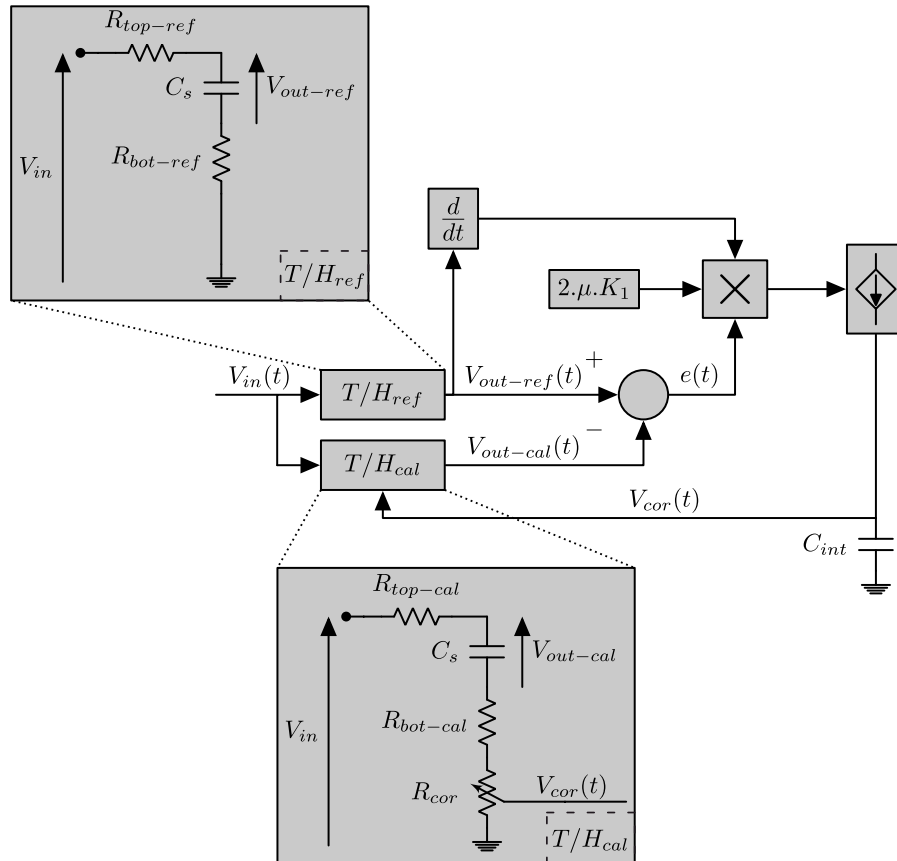 R_{top-ref}
C_s
V_{out-ref}
V_{in}
R_{bot-ref}
T/H_{ref}
\frac{d}{dt}
2.μ.K_1
×
V_{in}(t)
T/H_{ref}
V_{out-ref}(t)
+
e(t)
T/H_{cal}
V_{out-cal}(t)
−
V_{cor}(t)
C_{int}
R_{top-cal}
C_s
V_{out-cal}
V_{in}
R_{bot-cal}
R_{cor}
V_{cor}(t)
T/H_{cal}